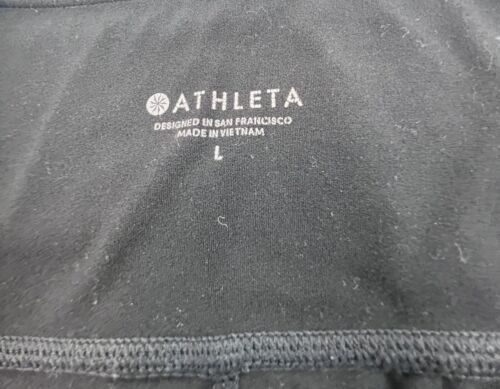 ATHLETA
DESIGNED IN SAN FRANCISCO
MADE IN VIETNAM
L